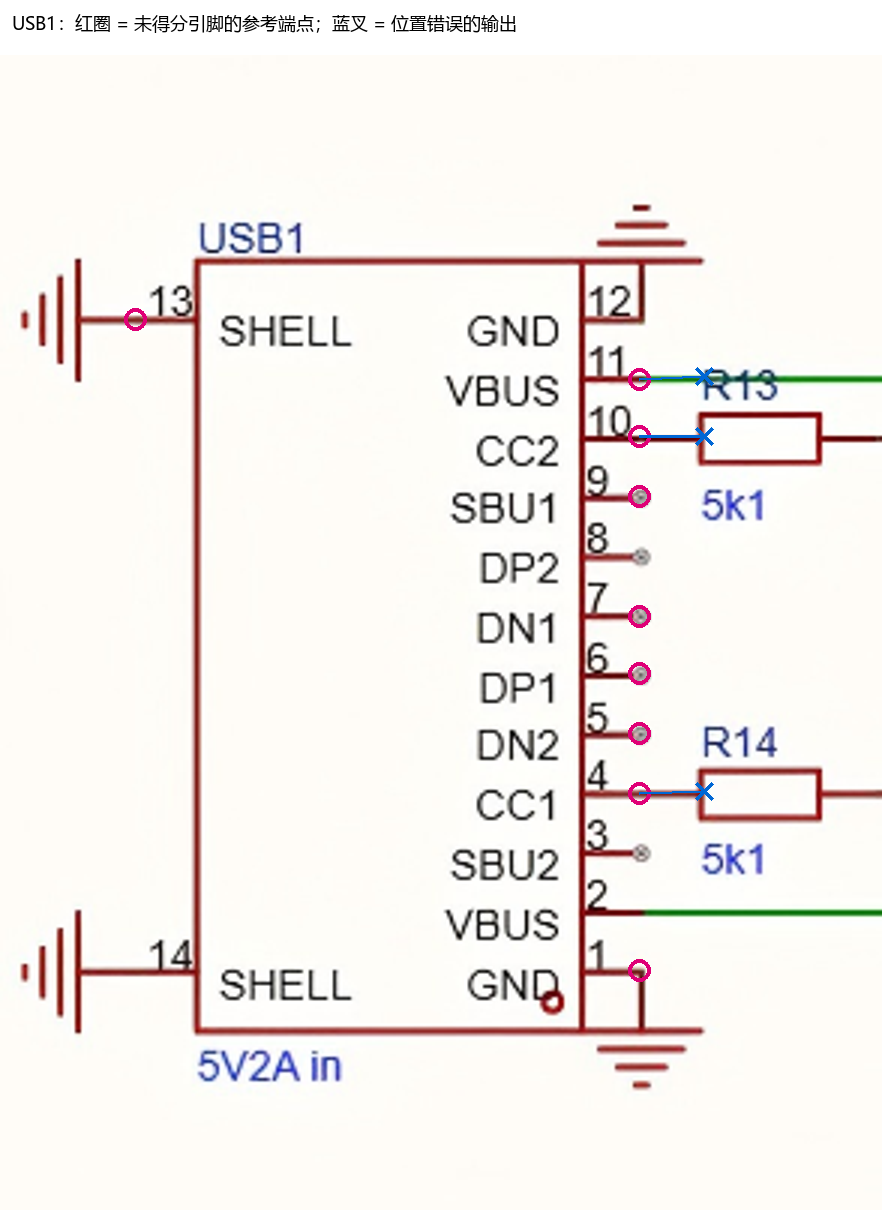 USB1：红圈 = 未得分引脚的参考端点；蓝叉 = 位置错误的输出
USB1
13
SHELL
GND
12
VBUS
11
R13
CC2
10
5k1
SBU1
9
DP2
8
DN1
7
DP1
6
DN2
5
R14
CC1
4
5k1
SBU2
3
VBUS
2
14
SHELL
GND
1
5V2A in